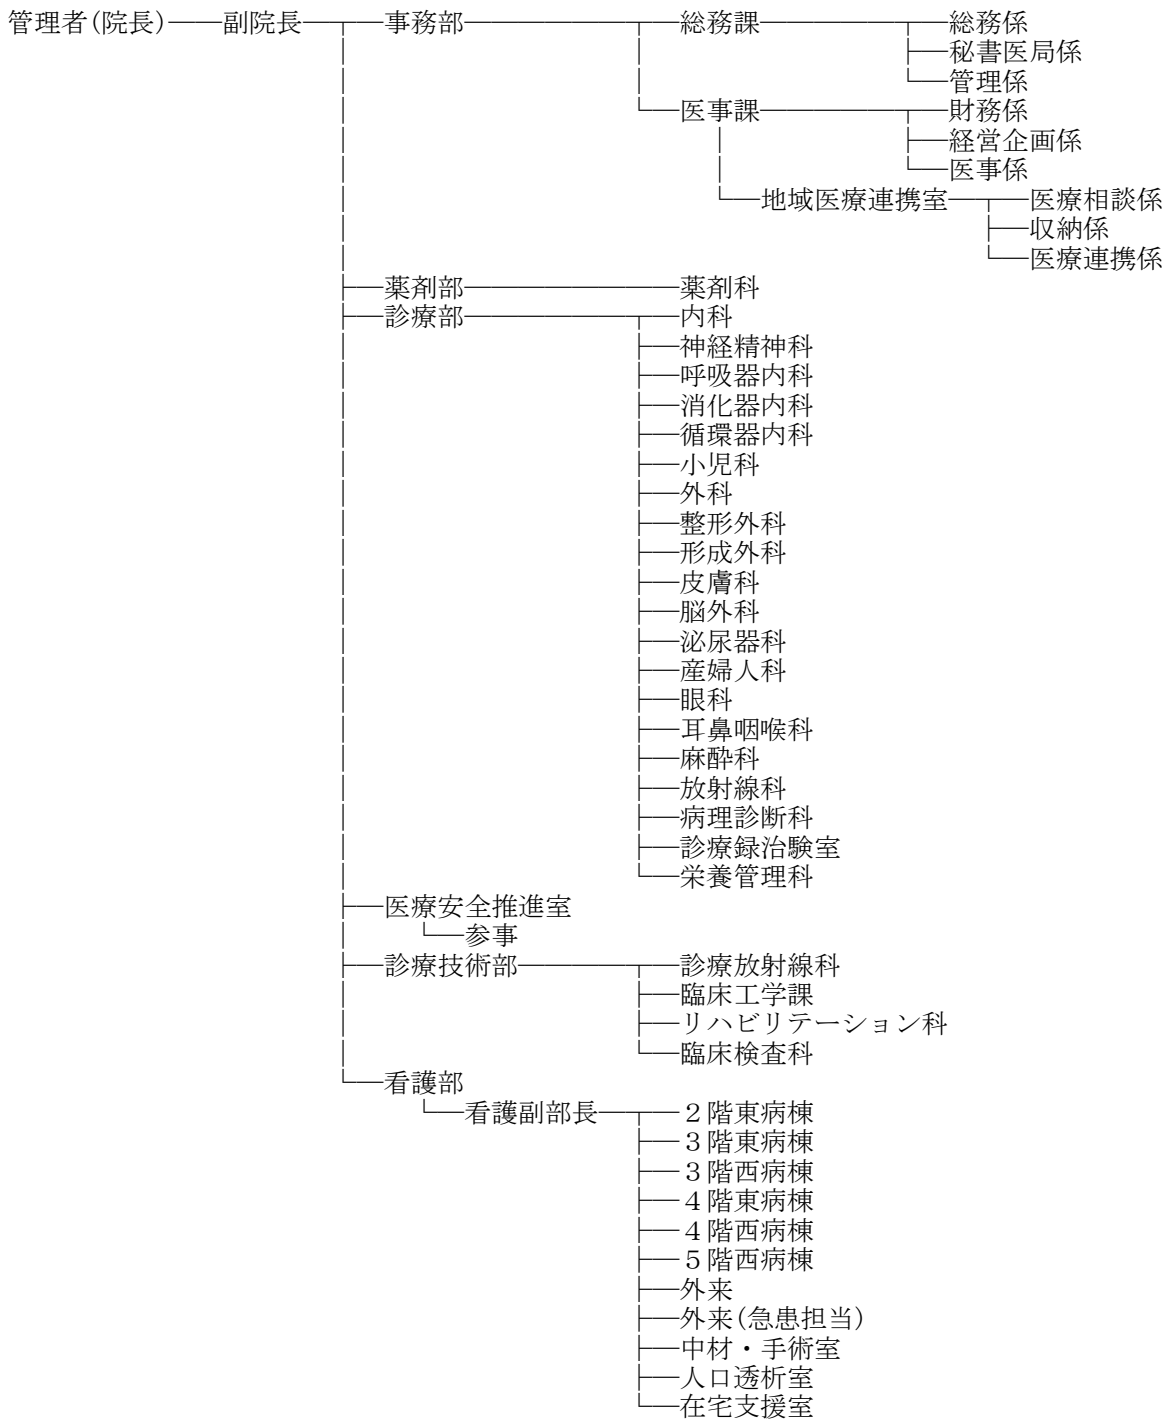 管理者(院長) 副院長 事務部 総務課 総務係
秘書医局係
管理係
医事課 財務係
経営企画係
医事係
地域医療連携室 医療相談係
収納係
医療連携係
薬剤部 薬剤科
診療部 内科
神経精神科
呼吸器内科
消化器内科
循環器内科
小児科
外科
整形外科
形成外科
皮膚科
脳外科
泌尿器科
産婦人科
眼科
耳鼻咽喉科
麻酔科
放射線科
病理診断科
診療録治験室
栄養管理科
医療安全推進室
参事
診療技術部 診療放射線科
臨床工学課
リハビリテーション科
臨床検査科
看護部
看護副部長 2階東病棟
3階東病棟
3階西病棟
4階東病棟
4階西病棟
5階西病棟
外来
外来(急患担当)
中材・手術室
人口透析室
在宅支援室